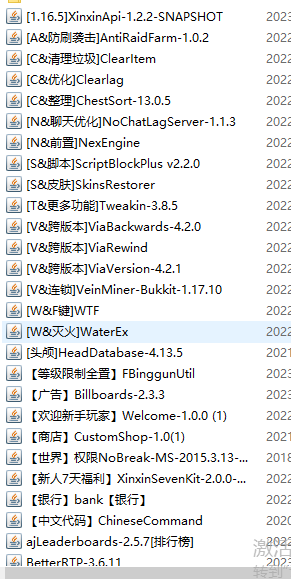 [1.16.5]XinxinApi-1.2.2-SNAPSHOT 2023
[A&防刷袭击]AntiRaidFarm-1.0.2 2022
[C&清理垃圾]ClearItem 2022
[C&优化]Clearlag 2022
[C&整理]ChestSort-13.0.5 2022
[N&聊天优化]NoChatLagServer-1.1.3 2023
[N&前置]NexEngine 2022
[S&脚本]ScriptBlockPlus v2.2.0 2022
[S&皮肤]SkinsRestorer 2022
[T&更多功能]Tweakin-3.8.5 2022
[V&跨版本]ViaBackwards-4.2.0 2022
[V&跨版本]ViaRewind 2022
[V&跨版本]ViaVersion-4.2.1 2022
[V&连锁]VeinMiner-Bukkit-1.17.10 2022
[W&F键]WTF 2022
[W&灭火]WaterEx 2022
[头颅]HeadDatabase-4.13.5 2021
【等级限制全置】FBinggunUtil 2022
【广告】Billboards-2.3.3 2022
【欢迎新手玩家】Welcome-1.0.0 (1) 2022
【商店】CustomShop-1.0(1) 2021
【世界】权限NoBreak-MS-2015.3.13-... 2018
【新人7天福利】XinxinSevenKit-2.0.0-... 2022
【银行】bank【银行】 2022
【中文代码】ChineseCommand 2020
ajLeaderboards-2.5.7[排行榜]
BetterRTP-3.6.11
激活
转到